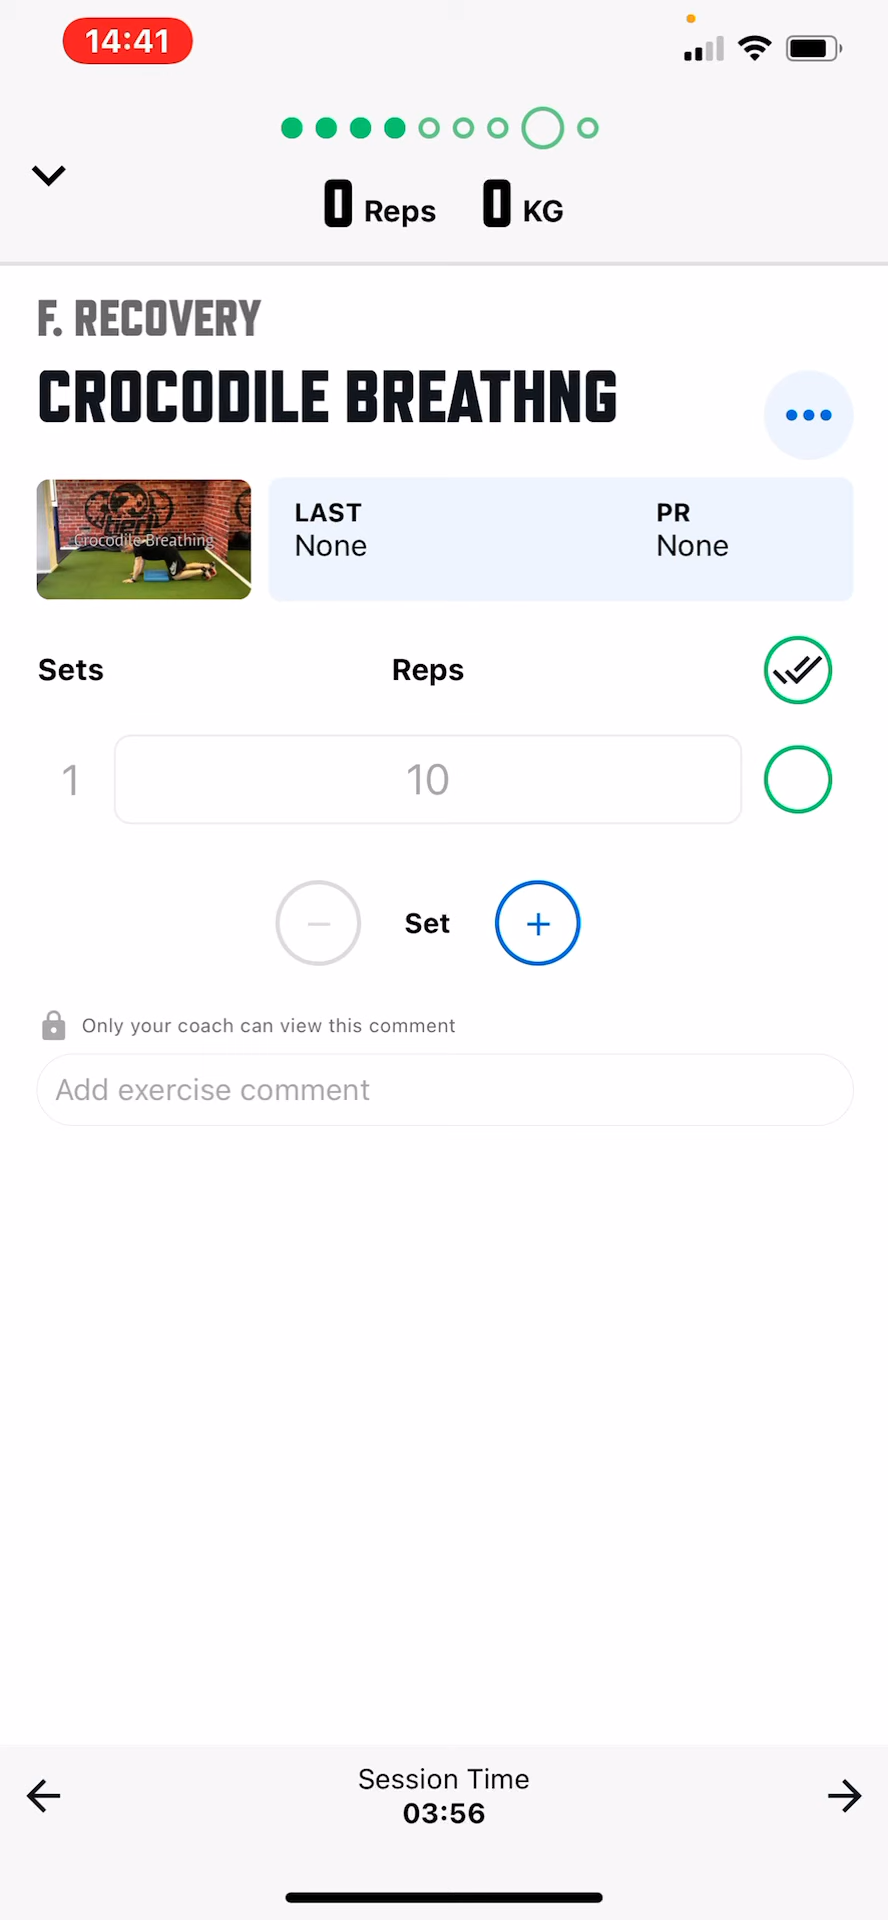 14:41
0 Reps 0 KG
F. RECOVERY
CROCODILE BREATHNG
Crocodile Breathing
LAST PR
None None
Sets Reps
1 10
Set
Only your coach can view this comment
Add exercise comment
Session Time
03:56